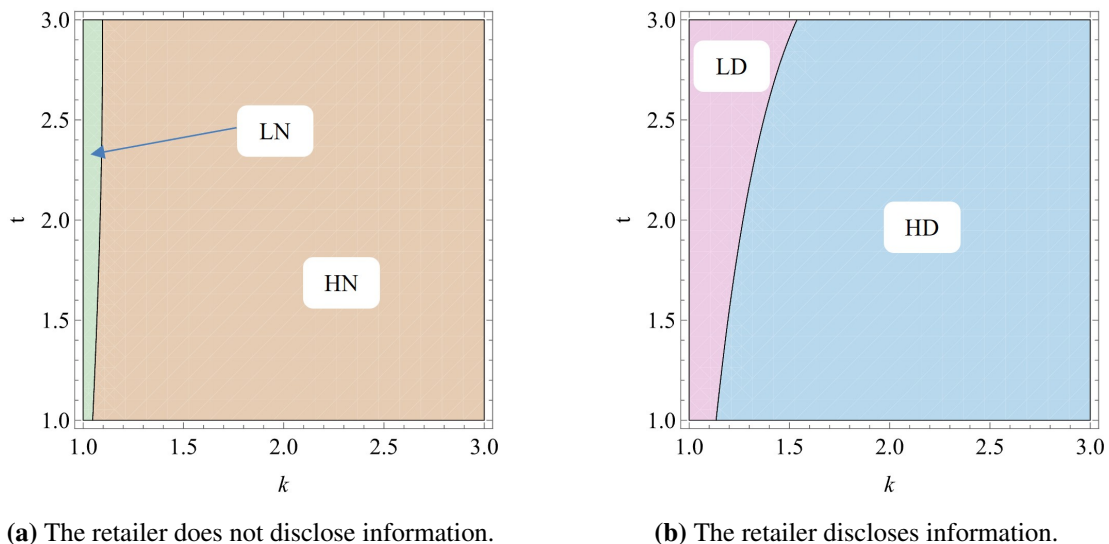 3.0
2.5
2.0
1.5
1.0
t
LN
HN
1.0 1.5 2.0 2.5 3.0
k
(a) The retailer does not disclose information.
3.0
2.5
2.0
1.5
1.0
t
LD
HD
1.0 1.5 2.0 2.5 3.0
k
(b) The retailer discloses information.